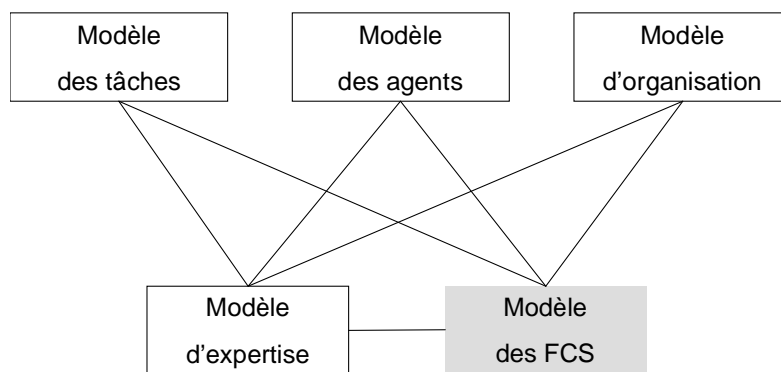 Modèle
des tâches
Modèle
des agents
Modèle
d'organisation
Modèle
d'expertise
Modèle
des FCS